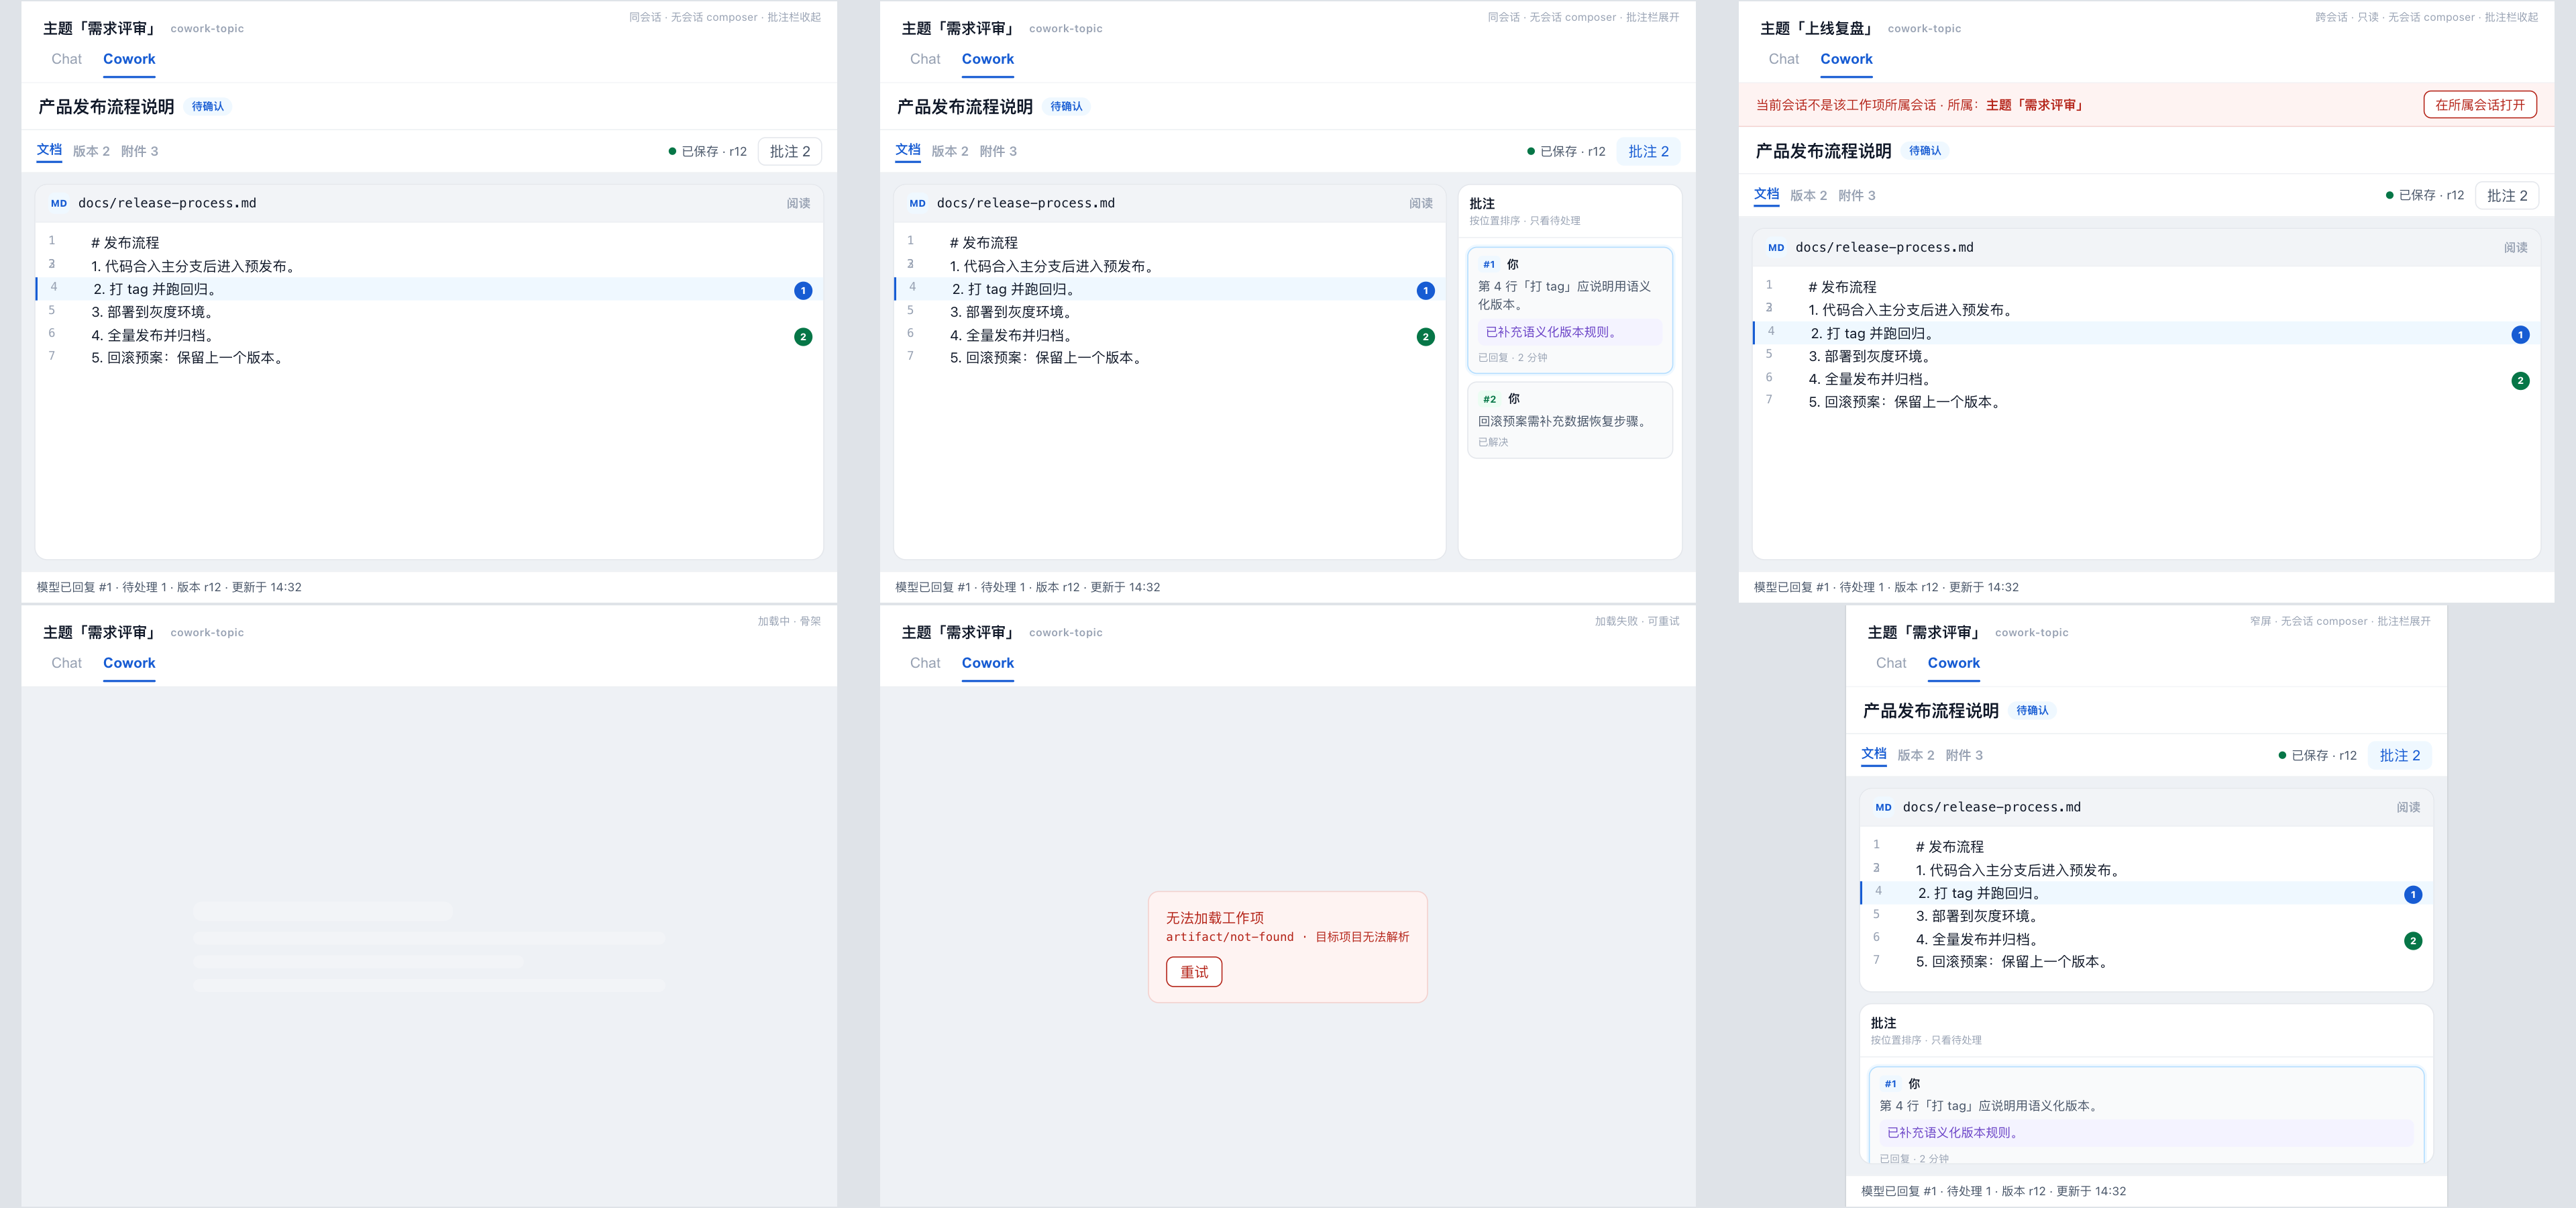 同会话 · 无会话 composer · 批注栏收起
主题「需求评审」 cowork-topic
Chat Cowork
产品发布流程说明 待确认
文档 版本 2 附件 3 已保存 · r12 批注 2
MD docs/release-process.md 阅读
1 # 发布流程
1. 代码合入主分支后进入预发布。
4 2. 打 tag 并跑回归。 1
5 3. 部署到灰度环境。
6 4. 全量发布并归档。 2
7 5. 回滚预案：保留上一个版本。
模型已回复 #1 · 待处理 1 · 版本 r12 · 更新于 14:32
同会话 · 无会话 composer · 批注栏展开
主题「需求评审」 cowork-topic
Chat Cowork
产品发布流程说明 待确认
文档 版本 2 附件 3 已保存 · r12 批注 2
MD docs/release-process.md 阅读
1 # 发布流程
1. 代码合入主分支后进入预发布。
4 2. 打 tag 并跑回归。 1
5 3. 部署到灰度环境。
6 4. 全量发布并归档。 2
7 5. 回滚预案：保留上一个版本。
批注
按位置排序 · 只看待处理
#1 你
第 4 行「打 tag」应说明用语义
化版本。
已补充语义化版本规则。
已回复 · 2 分钟
#2 你
回滚预案需补充数据恢复步骤。
已解决
模型已回复 #1 · 待处理 1 · 版本 r12 · 更新于 14:32
跨会话 · 只读 · 无会话 composer · 批注栏收起
主题「上线复盘」 cowork-topic
Chat Cowork
当前会话不是该工作项所属会话 · 所属：主题「需求评审」 在所属会话打开
产品发布流程说明 待确认
文档 版本 2 附件 3 已保存 · r12 批注 2
MD docs/release-process.md 阅读
1 # 发布流程
1. 代码合入主分支后进入预发布。
4 2. 打 tag 并跑回归。 1
5 3. 部署到灰度环境。
6 4. 全量发布并归档。 2
7 5. 回滚预案：保留上一个版本。
模型已回复 #1 · 待处理 1 · 版本 r12 · 更新于 14:32
加载中 · 骨架
主题「需求评审」 cowork-topic
Chat Cowork
加载失败 · 可重试
主题「需求评审」 cowork-topic
Chat Cowork
无法加载工作项
artifact/not-found · 目标项目无法解析
重试
窄屏 · 无会话 composer · 批注栏展开
主题「需求评审」 cowork-topic
Chat Cowork
产品发布流程说明 待确认
文档 版本 2 附件 3 已保存 · r12 批注 2
MD docs/release-process.md 阅读
1 # 发布流程
1. 代码合入主分支后进入预发布。
4 2. 打 tag 并跑回归。 1
5 3. 部署到灰度环境。
6 4. 全量发布并归档。 2
7 5. 回滚预案：保留上一个版本。
批注
按位置排序 · 只看待处理
#1 你
第 4 行「打 tag」应说明用语义化版本。
已补充语义化版本规则。
已回复 · 2 分钟
模型已回复 #1 · 待处理 1 · 版本 r12 · 更新于 14:32